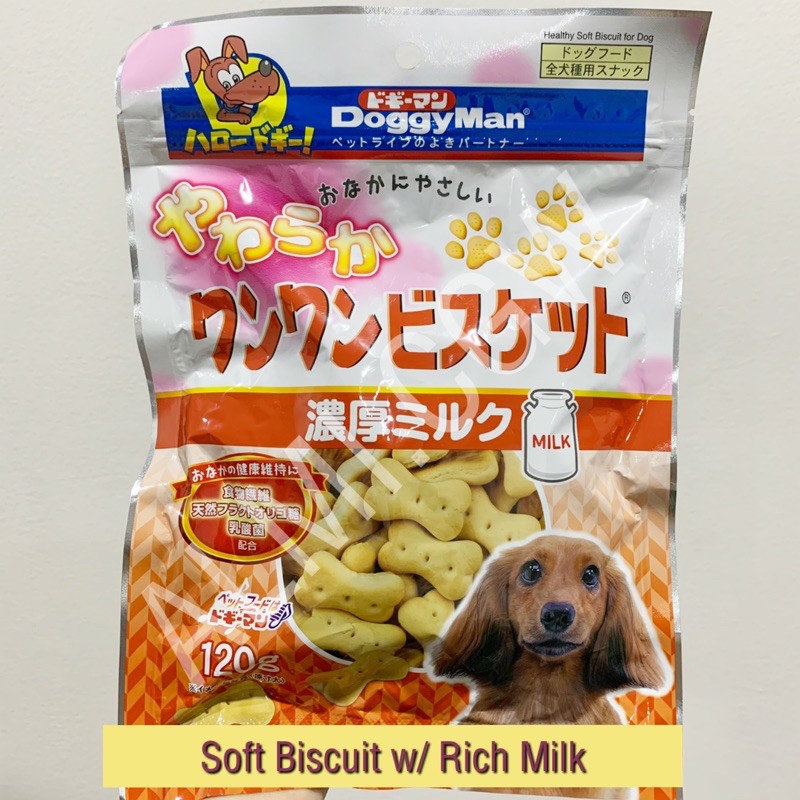 Healthy Soft Biscuit for Dog
ドッグフード
全犬種用スナック
ドギーマン
DoggyMan®
ペットライフのよきパートナー
ハロードギー!
おなかにやさしい
やわらか
ワンワンビスケット®
濃厚ミルク
MILK
おなかの健康維持に
食物繊維
天然フラクトオリゴ糖
乳酸菌
配合
ペットフードは
ドギーマン
120g
Soft Biscuit w/ Rich Milk